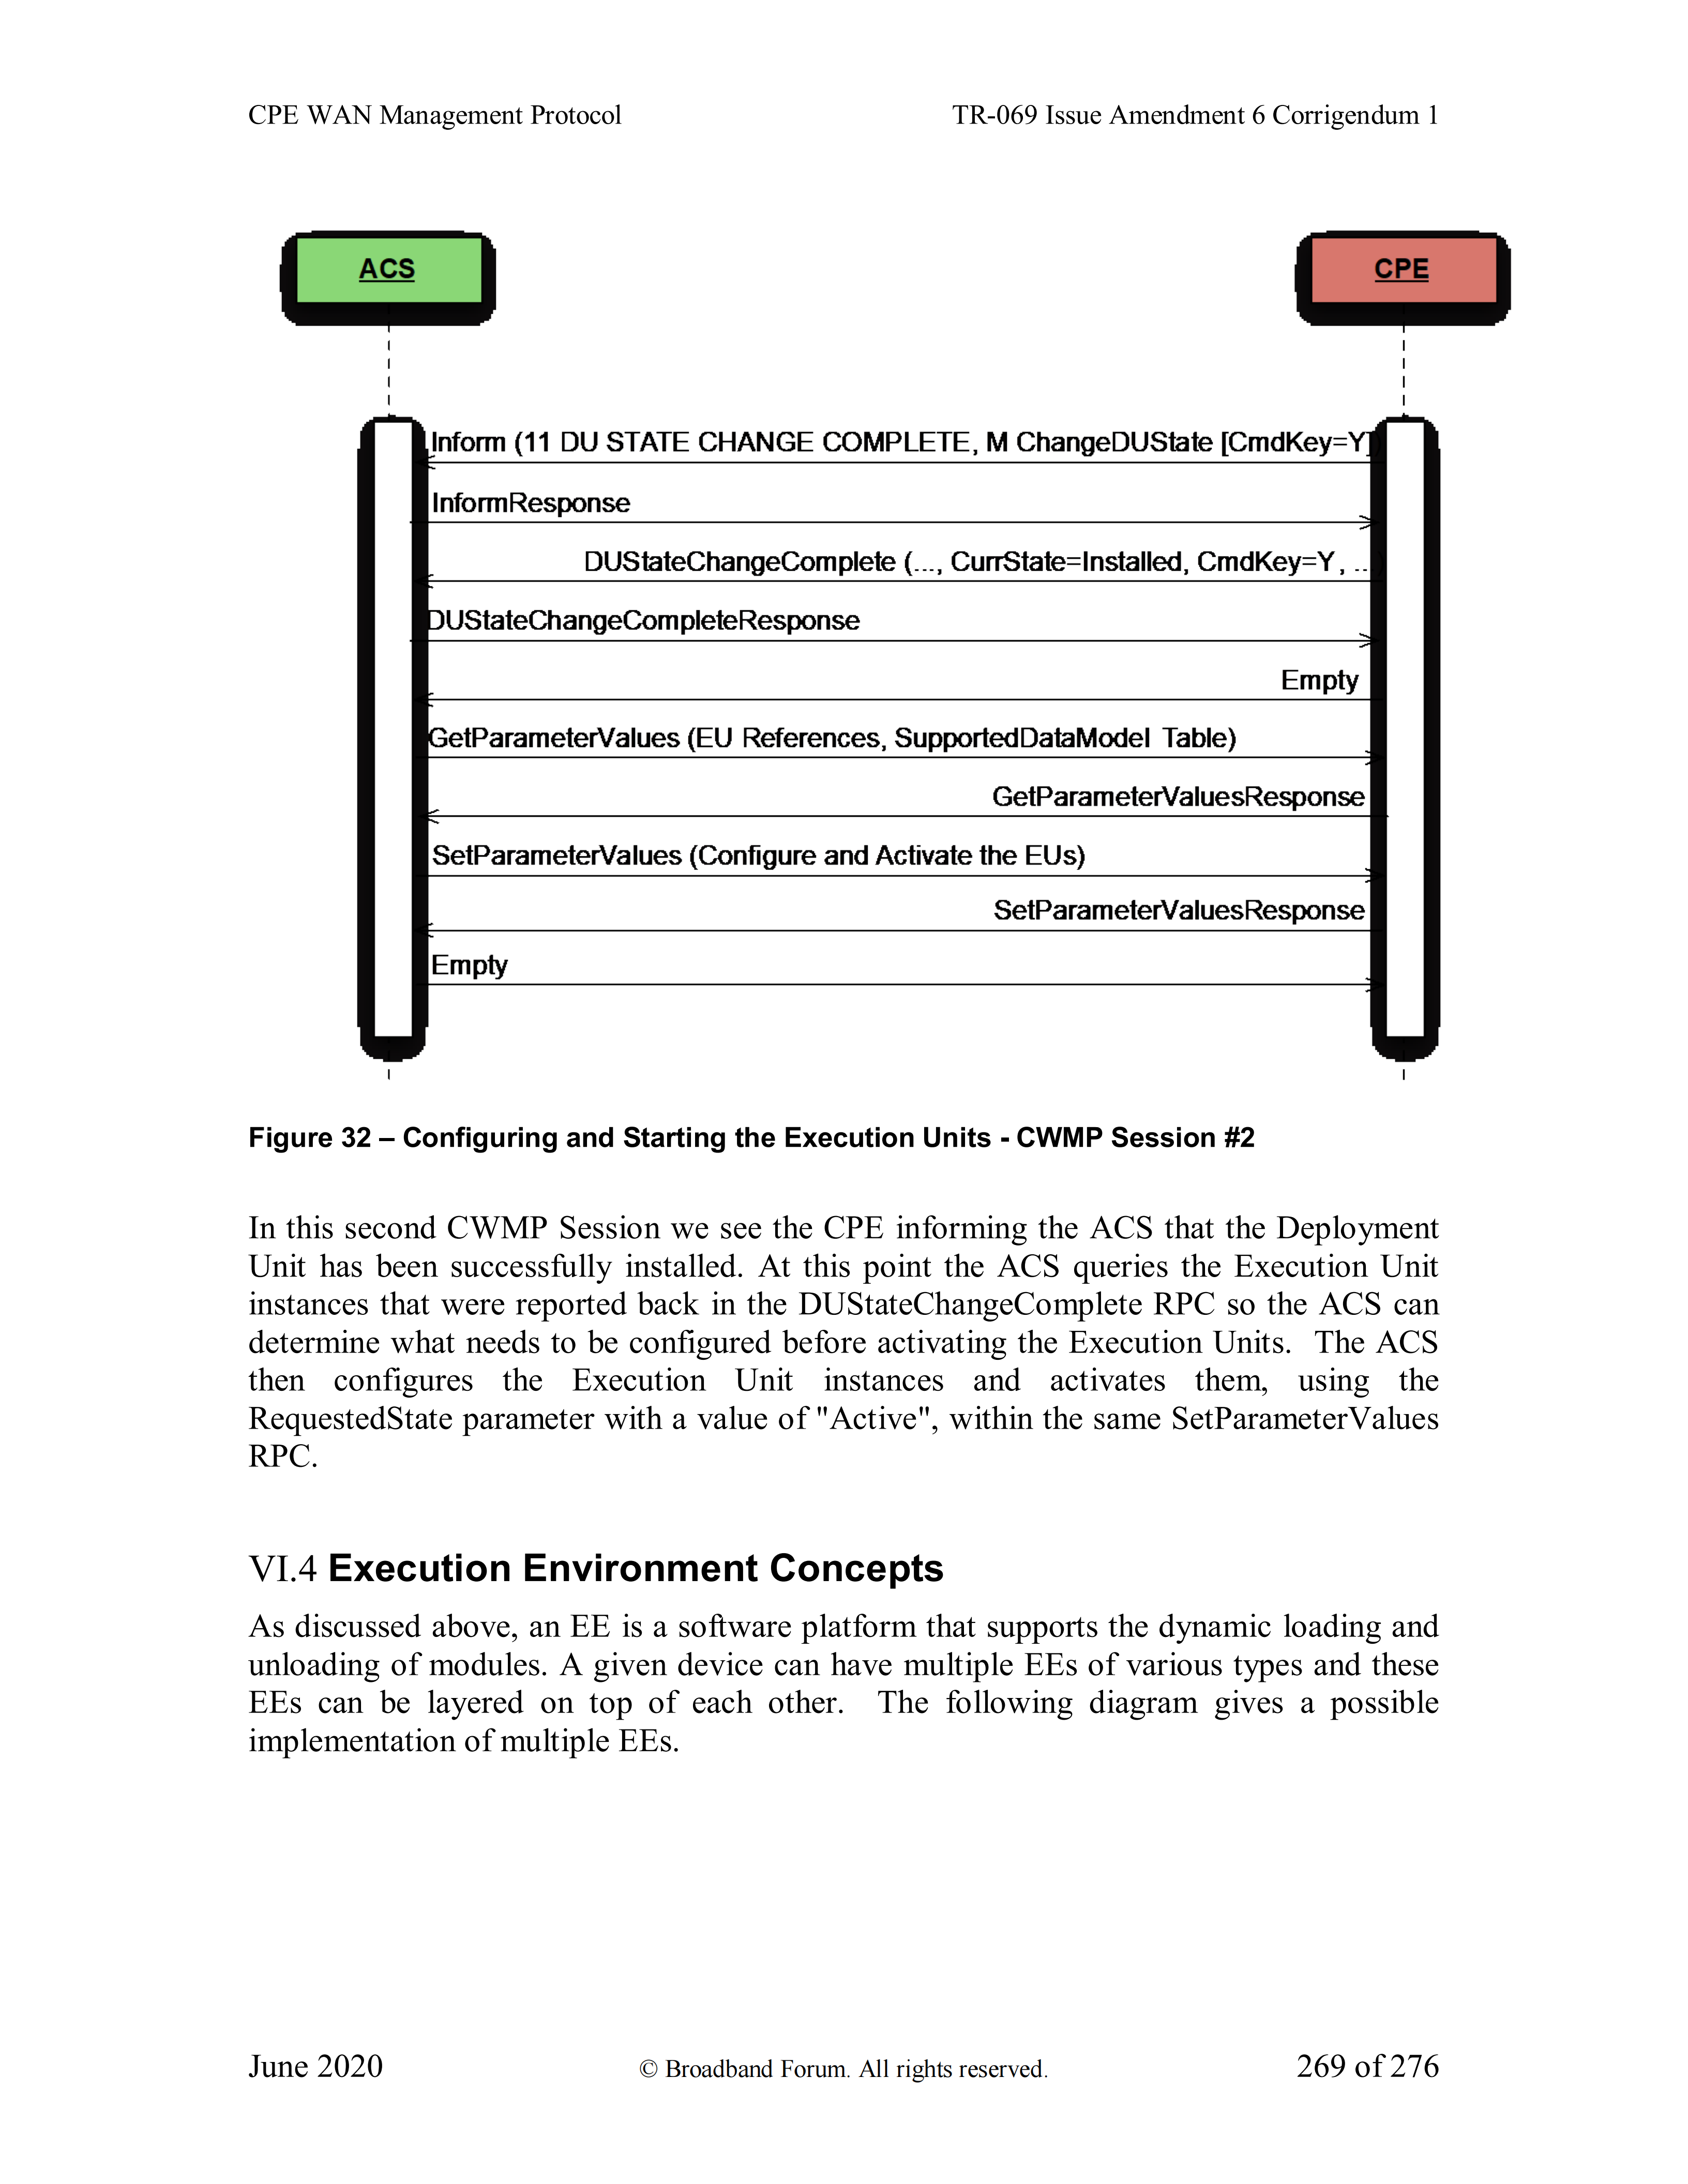 CPE WAN Management Protocol TR-069 Issue Amendment 6 Corrigendum 1
ACS CPE
Inform (11 DU STATE CHANGE COMPLETE, M ChangeDUState [CmdKey=Y])
InformResponse
DUStateChangeComplete (..., CurrState=Installed, CmdKey=Y, ...)
DUStateChangeCompleteResponse
Empty
GetParameterValues (EU References, SupportedDataModel Table)
GetParameterValuesResponse
SetParameterValues (Configure and Activate the EUs)
SetParameterValuesResponse
Empty
Figure 32 – Configuring and Starting the Execution Units - CWMP Session #2
In this second CWMP Session we see the CPE informing the ACS that the Deployment
Unit has been successfully installed. At this point the ACS queries the Execution Unit
instances that were reported back in the DUStateChangeComplete RPC so the ACS can
determine what needs to be configured before activating the Execution Units. The ACS
then configures the Execution Unit instances and activates them, using the
RequestedState parameter with a value of "Active", within the same SetParameterValues
RPC.
VI.4 Execution Environment Concepts
As discussed above, an EE is a software platform that supports the dynamic loading and
unloading of modules. A given device can have multiple EEs of various types and these
EEs can be layered on top of each other. The following diagram gives a possible
implementation of multiple EEs.
June 2020 © Broadband Forum. All rights reserved. 269 of 276